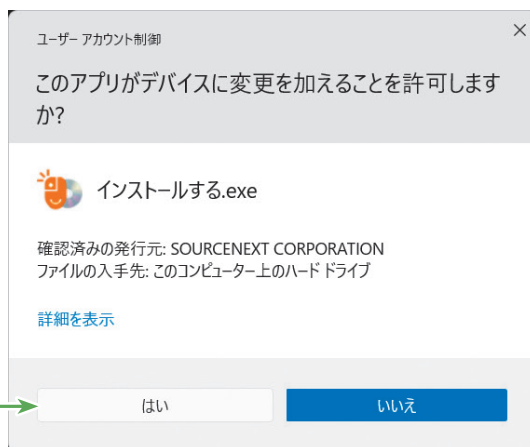 ユーザー アカウント制御
このアプリがデバイスに変更を加えることを許可します
か?
インストールする.exe
確認済みの発行元: SOURCENEXT CORPORATION
ファイルの入手先: このコンピューター上のハード ドライブ
詳細を表示
はい
いいえ